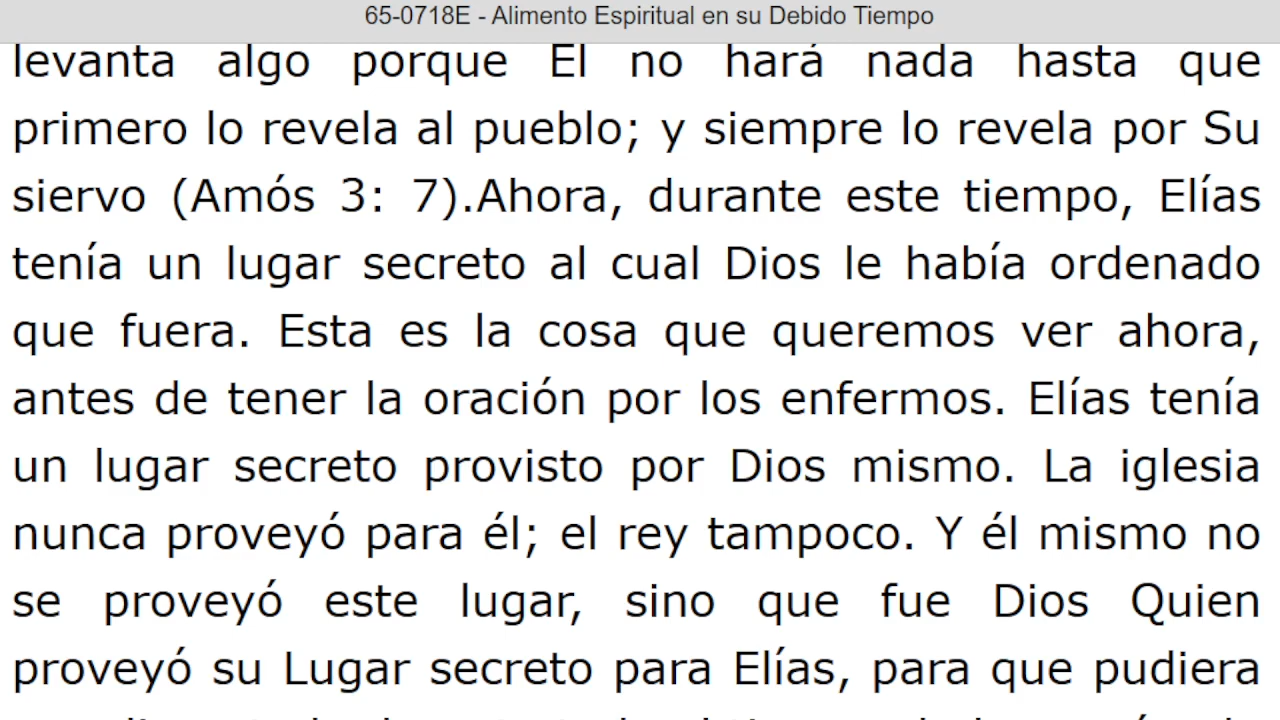 65-0718E - Alimento Espiritual en su Debido Tiempo
levanta algo porque El no hará nada hasta que
primero lo revela al pueblo; y siempre lo revela por Su
siervo (Amós 3: 7).Ahora, durante este tiempo, Elías
tenía un lugar secreto al cual Dios le había ordenado
que fuera. Esta es la cosa que queremos ver ahora,
antes de tener la oración por los enfermos. Elías tenía
un lugar secreto provisto por Dios mismo. La iglesia
nunca proveyó para él; el rey tampoco. Y él mismo no
se proveyó este lugar, sino que fue Dios Quien
proveyó su Lugar secreto para Elías, para que pudiera